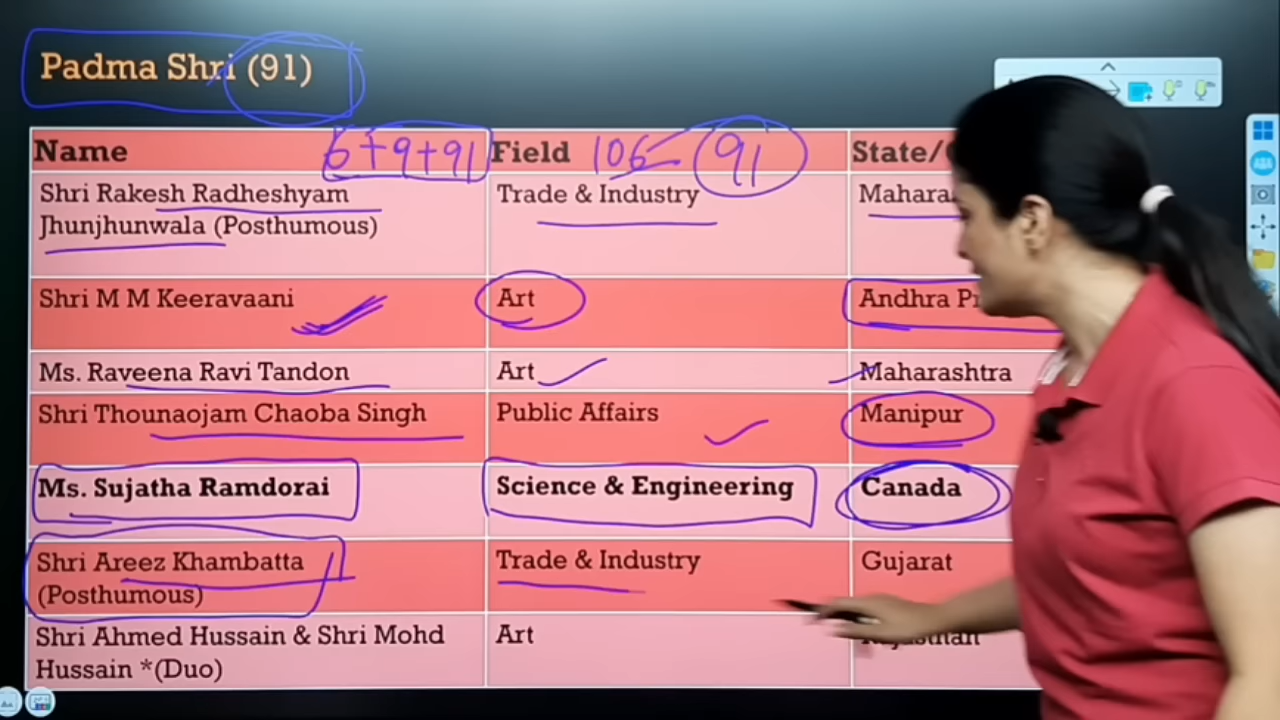 Padma Shri (91)
Name 6+9+91 Field 106 91 State/
Shri Rakesh Radheshyam Trade & Industry
Jhunjhunwala (Posthumous)
Shri M M Keeravaani Art Andhra
Ms. Raveena Ravi Tandon Art Maharashtra
Shri Thounaojam Chaoba Singh Public Affairs Manipur
Ms. Sujatha Ramdorai Science & Engineering Canada
Shri Areez Khambatta Trade & Industry Gujarat
(Posthumous)
Shri Ahmed Hussain & Shri Mohd Art Rajasthan
Hussain *(Duo)